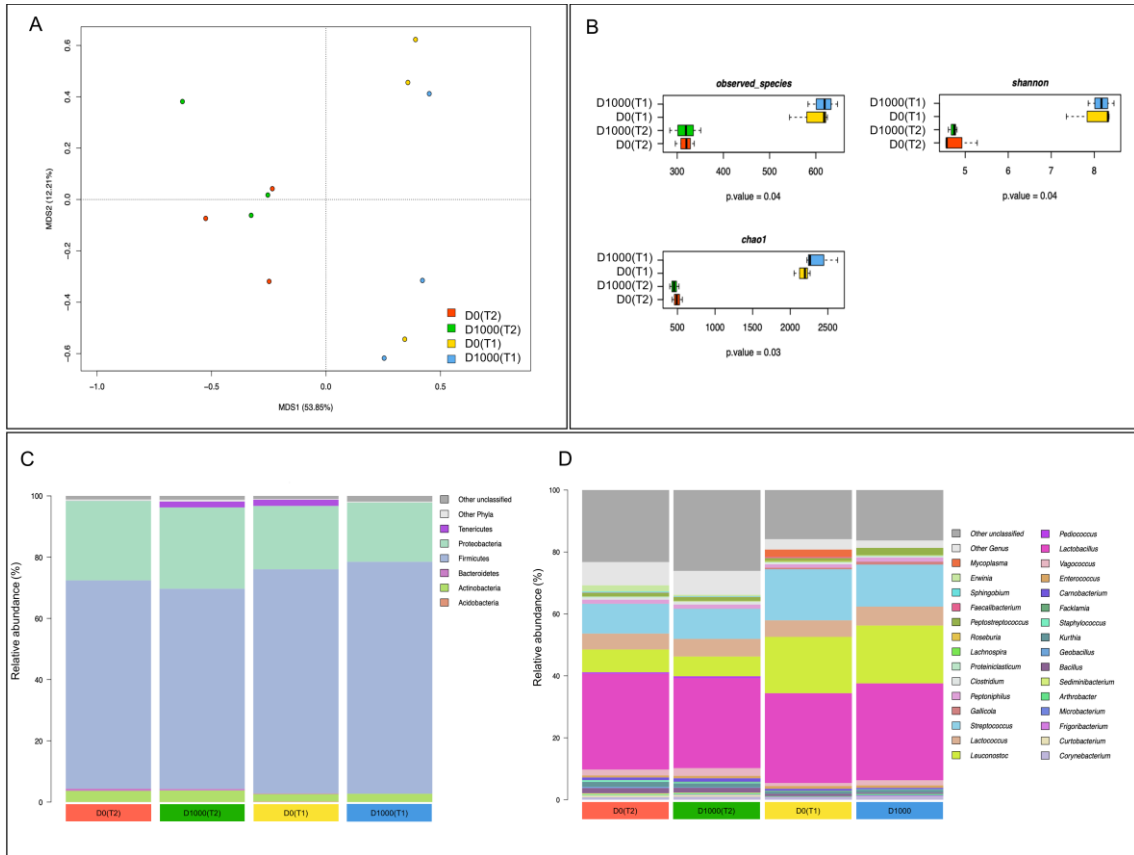 A
MDS2 (12.21%)
0.6
0.4
0.2
0.0
−0.2
−0.4
−0.6
−1.0 −0.5 0.0 0.5
MDS1 (53.85%)
D0(T2)
D1000(T2)
D0(T1)
D1000(T1)
B
observed_species
D1000(T1)
D0(T1)
D1000(T2)
D0(T2)
300 400 500 600
p.value = 0.04
shannon
D1000(T1)
D0(T1)
D1000(T2)
D0(T2)
5 6 7 8
p.value = 0.04
chao1
D1000(T1)
D0(T1)
D1000(T2)
D0(T2)
500 1000 1500 2000 2500
p.value = 0.03
C
Relative abundance (%)
100
80
60
40
20
0
D0(T2) D1000(T2) D0(T1) D1000(T1)
Other unclassified
Other Phyla
Tenericutes
Proteobacteria
Firmicutes
Bacteroidetes
Actinobacteria
Acidobacteria
D
Relative abundance (%)
100
80
60
40
20
0
D0(T2) D1000(T2) D0(T1) D1000
Other unclassified
Other Genus
Mycoplasma
Erwinia
Sphingobium
Faecalibacterium
Peptostreptococcus
Roseburia
Lachnospira
Proteiniclasticum
Clostridium
Peptoniphilus
Gallicola
Streptococcus
Lactococcus
Leuconostoc
Pediococcus
Lactobacillus
Vagococcus
Enterococcus
Carnobacterium
Facklamia
Staphylococcus
Kurthia
Geobacillus
Bacillus
Sediminibacterium
Arthrobacter
Microbacterium
Frigoribacterium
Curtobacterium
Corynebacterium